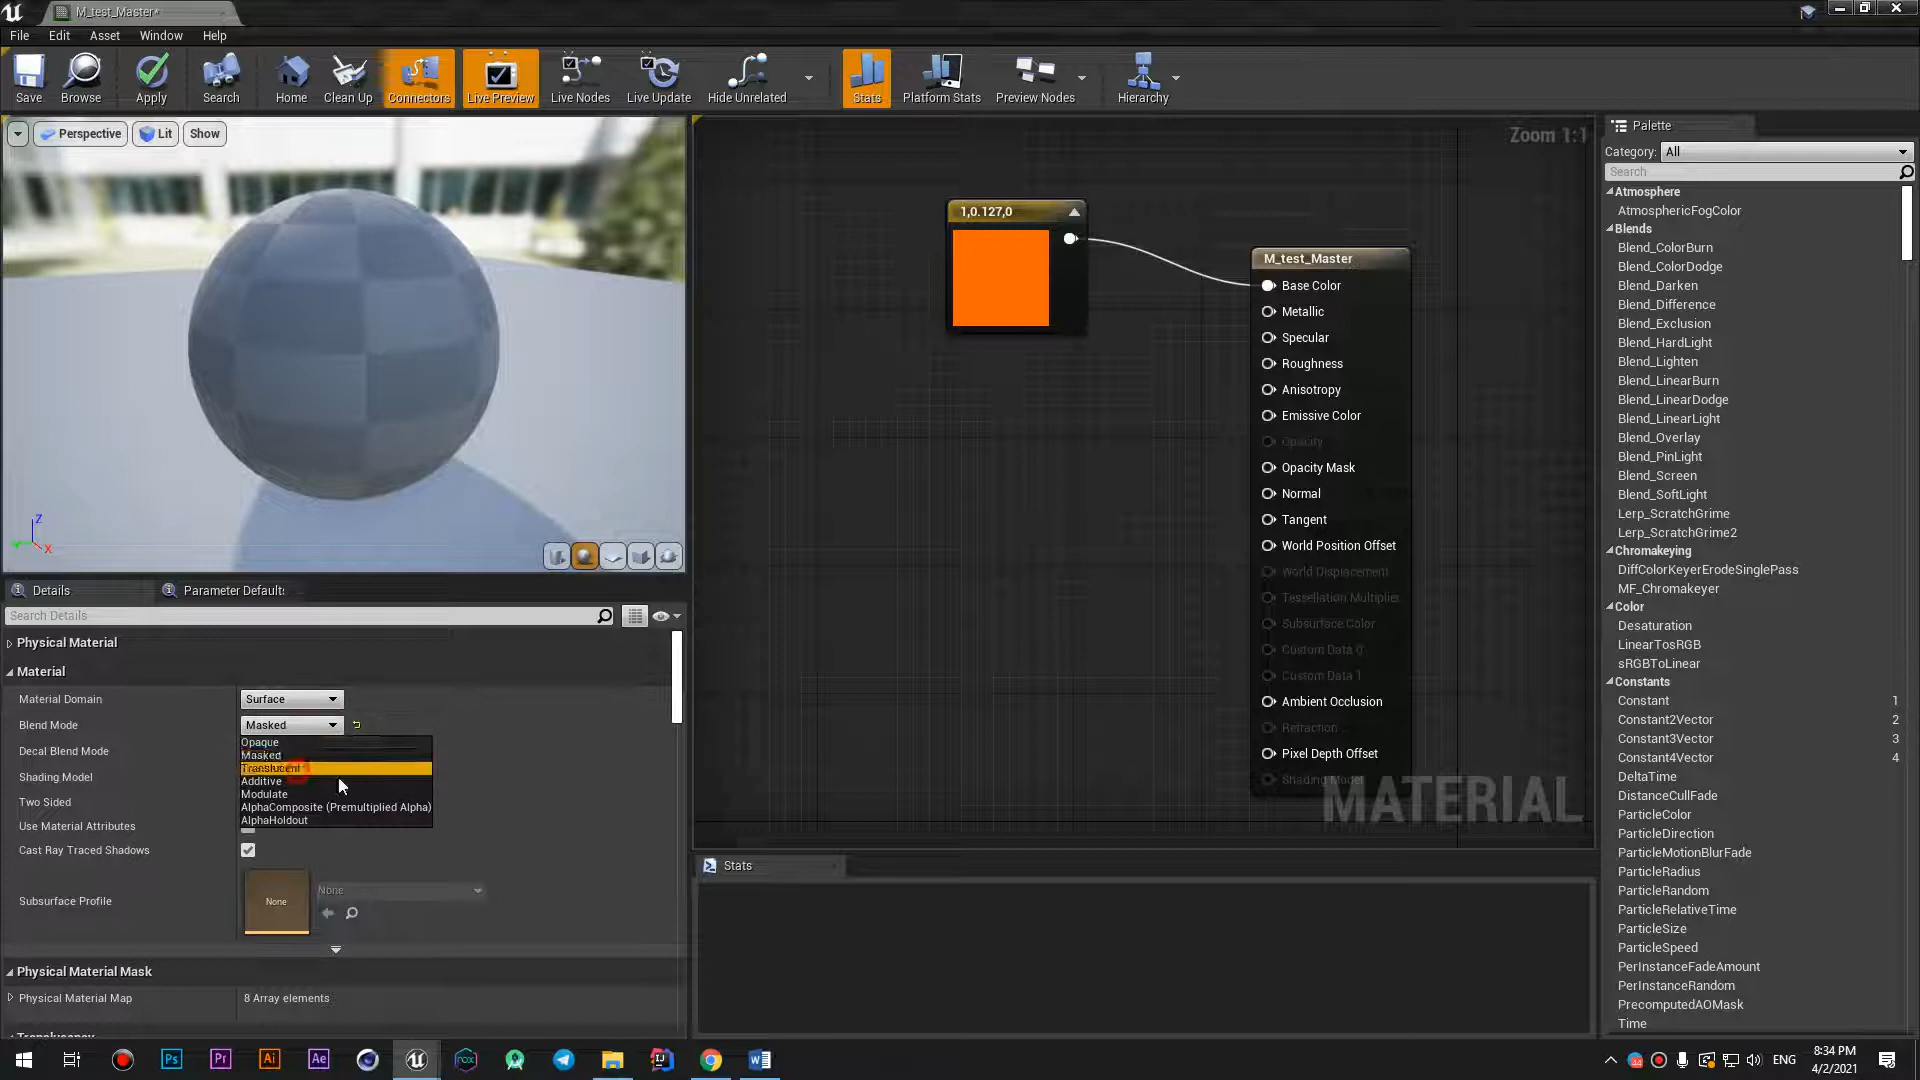 M_test_Master*
File Edit Asset Window Help
Save Browse Apply Search Home Clean Up Connectors Live Preview Live Nodes Live Update Hide Unrelated Stats Platform Stats Preview Nodes Hierarchy
Perspective Lit Show
Z
X
Zoom 1:1
1,0.127,0
M_test_Master
Base Color
Metallic
Specular
Roughness
Anisotropy
Emissive Color
Opacity
Opacity Mask
Normal
Tangent
World Position Offset
World Displacement
Tessellation Multiplier
Subsurface Color
Custom Data 0
Custom Data 1
Ambient Occlusion
Refraction
Pixel Depth Offset
Shading Model
MATERIAL
Details Parameter Defaults
Search Details
Physical Material
Material
Material Domain Surface
Blend Mode Masked
Opaque
Masked
Translucent
Additive
Modulate
AlphaComposite (Premultiplied Alpha)
AlphaHoldout
Decal Blend Mode
Shading Model
Two Sided
Use Material Attributes
Cast Ray Traced Shadows
Subsurface Profile None None
Physical Material Mask
Physical Material Map 8 Array elements
Translucency
Stats
Palette
Category: All
Search
Atmosphere
AtmosphericFogColor
Blends
Blend_ColorBurn
Blend_ColorDodge
Blend_Darken
Blend_Difference
Blend_Exclusion
Blend_HardLight
Blend_Lighten
Blend_LinearBurn
Blend_LinearDodge
Blend_LinearLight
Blend_Overlay
Blend_PinLight
Blend_Screen
Blend_SoftLight
Lerp_ScratchGrime
Lerp_ScratchGrime2
Chromakeying
DiffColorKeyerErodeSinglePass
MF_Chromakeyer
Color
Desaturation
LinearTosRGB
sRGBToLinear
Constants
Constant 1
Constant2Vector 2
Constant3Vector 3
Constant4Vector 4
DeltaTime
DistanceCullFade
ParticleColor
ParticleDirection
ParticleMotionBlurFade
ParticleRadius
ParticleRandom
ParticleRelativeTime
ParticleSize
ParticleSpeed
PerInstanceFadeAmount
PerInstanceRandom
PrecomputedAOMask
Time
Ps Pr Ai Ae
ENG
8:34 PM
4/2/2021